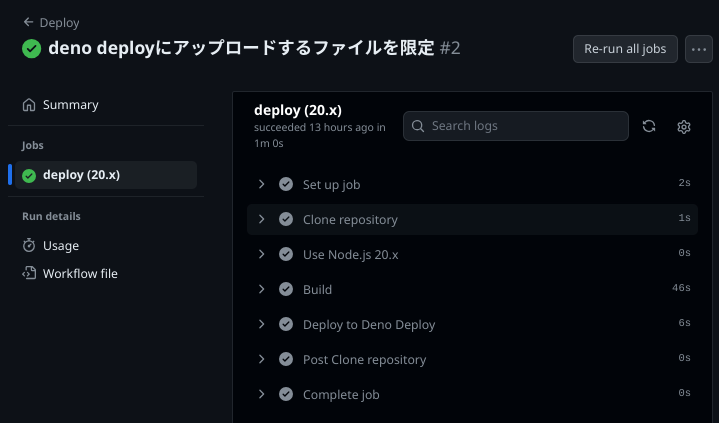 Deploy
deno deployにアップロードするファイルを限定 #2
Re-run all jobs
Summary
Jobs
deploy (20.x)
Run details
Usage
Workflow file
deploy (20.x)
succeeded 13 hours ago in
1m 0s
Search logs
Set up job 2s
Clone repository 1s
Use Node.js 20.x 0s
Build 46s
Deploy to Deno Deploy 6s
Post Clone repository 0s
Complete job 0s